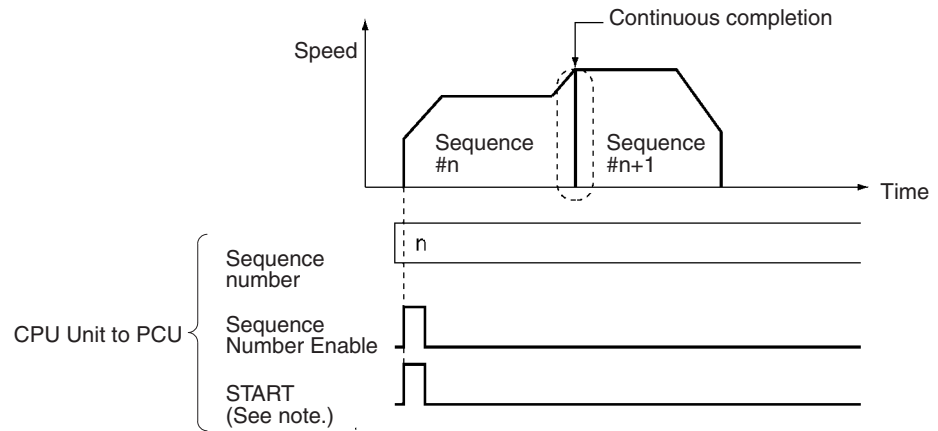 Continuous completion
Speed
Sequence
#n
Sequence
#n+1
Time
n
Sequence
number
CPU Unit to PCU
Sequence
Number Enable
START
(See note.)